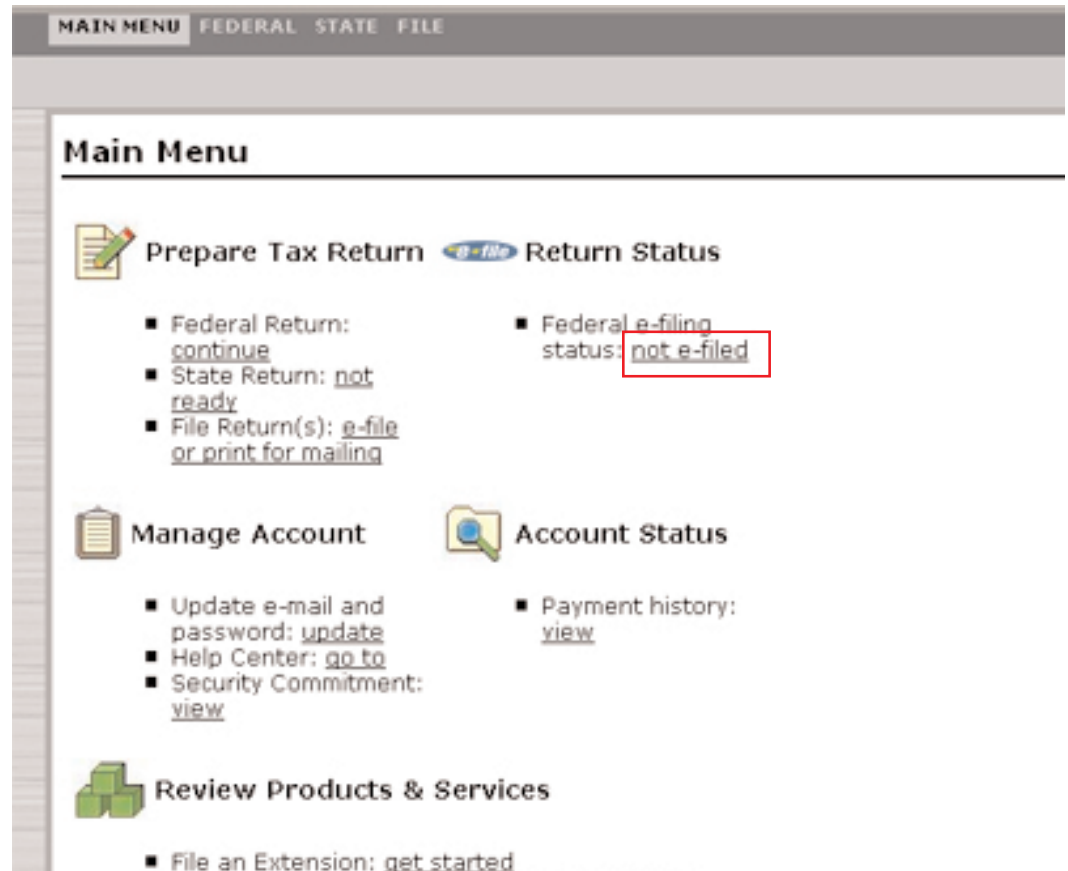 MAIN MENU FEDERAL STATE FILE
Main Menu
Prepare Tax Return
Federal Return:
continue
State Return: not
ready
File Return(s): e-file
or print for mailing
e-file Return Status
Federal e-filing
status: not e-filed
Manage Account
Update e-mail and
password: update
Help Center: go to
Security Commitment:
view
Account Status
Payment history:
view
Review Products & Services
File an Extension: get started